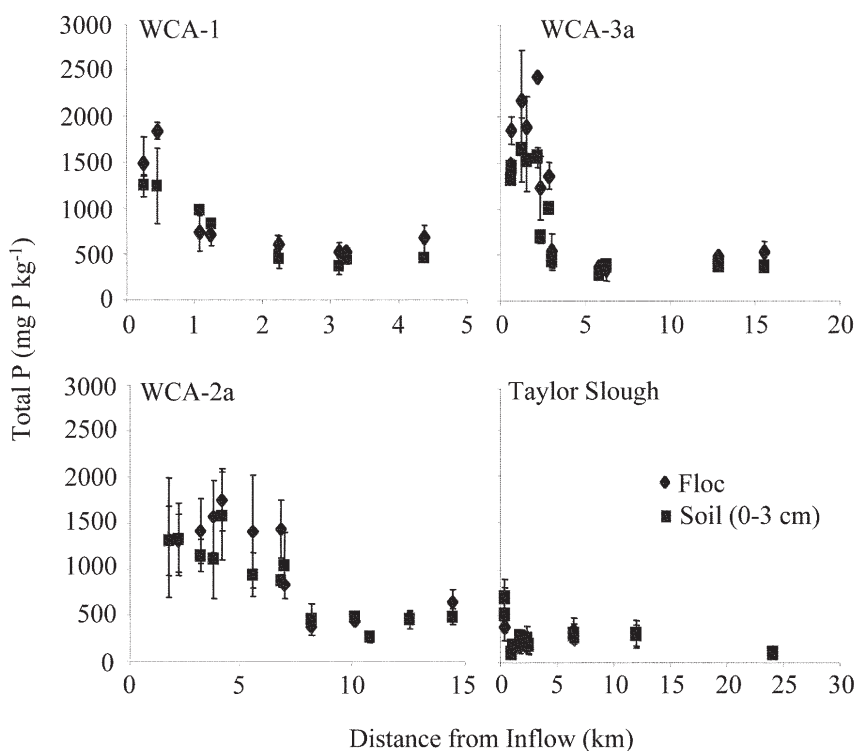 Total P (mg P kg⁻¹)
WCA-1
3000
2500
2000
1500
1000
500
0
0 1 2 3 4 5
WCA-3a
0 5 10 15 20
WCA-2a
3000
2500
2000
1500
1000
500
0
0 5 10 15
Taylor Slough
Floc
Soil (0-3 cm)
0 5 10 15 20 25 30
Distance from Inflow (km)